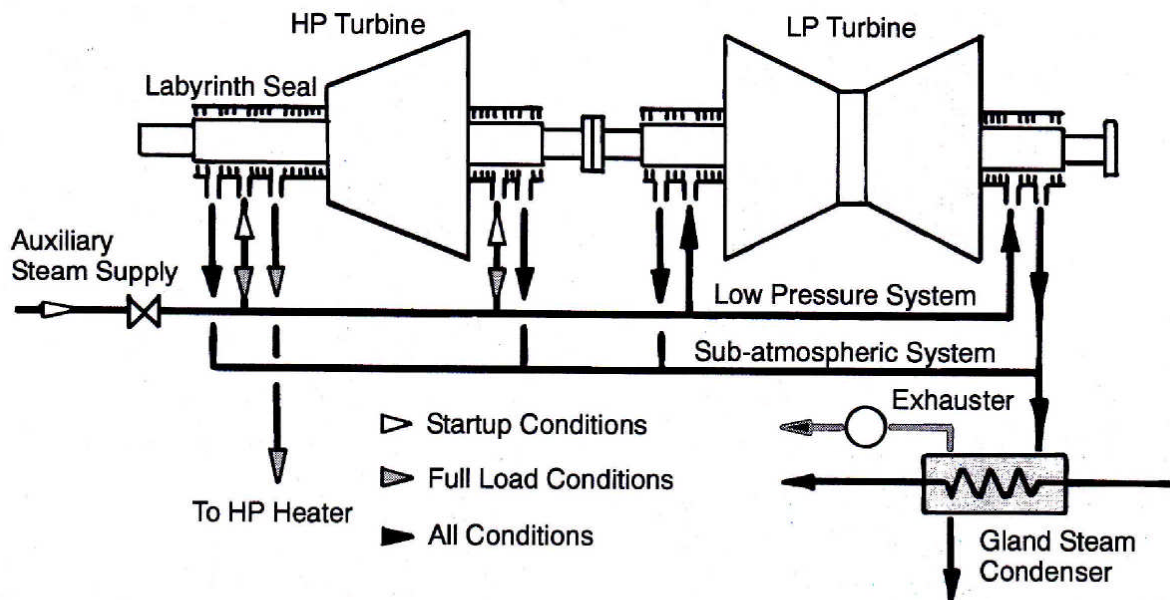 HP Turbine
LP Turbine
Labyrinth Seal
Auxiliary
Steam Supply
Low Pressure System
Sub-atmospheric System
Exhauster
Startup Conditions
Full Load Conditions
To HP Heater
All Conditions
Gland Steam
Condenser